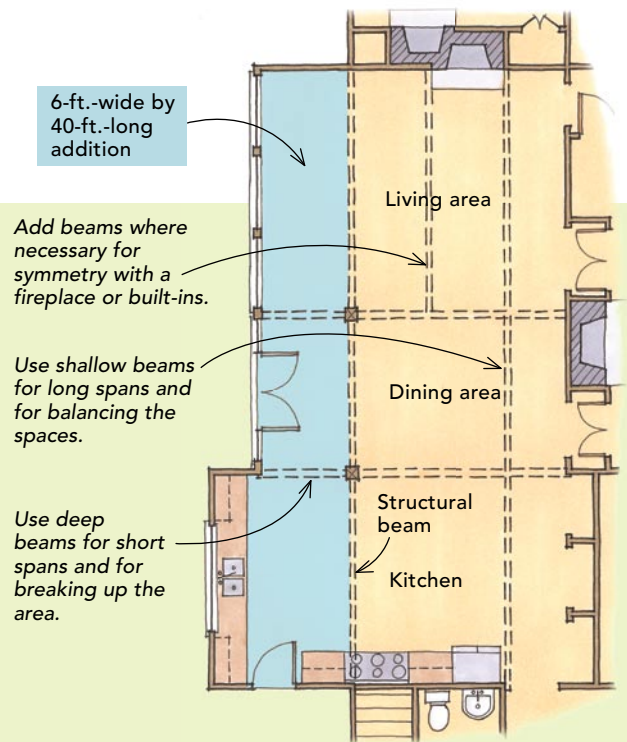 6-ft.-wide by
40-ft.-long
addition
Living area
Add beams where
necessary for
symmetry with a
fireplace or built-ins.
Use shallow beams
for long spans and
for balancing the
spaces.
Dining area
Use deep
beams for short
spans and for
breaking up the
area.
Structural
beam
Kitchen